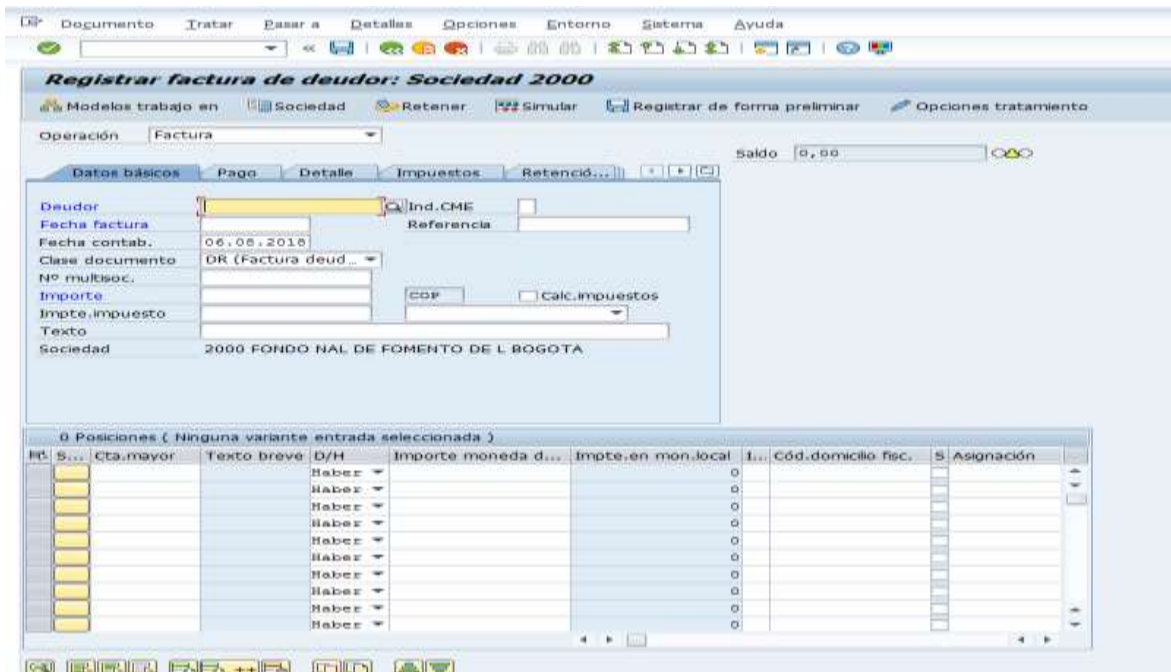 Documento Tratar Pasar a Detalles Opciones Entorno Sistema Ayuda
Registrar factura de deudor: Sociedad 2000
Modelos trabajo en Sociedad Retener Simular Registrar de forma preliminar Opciones tratamiento
Operación Factura
Saldo 0,00
Datos básicos Pago Detalle Impuestos Retenció...
Deudor Ind.CME
Fecha factura Referencia
Fecha contab. 06.08.2018
Clase documento DR (Factura deud...
Nº multisoc.
Importe COP Calc.impuestos
Impte.impuesto
Texto
Sociedad 2000 FONDO NAL DE FOMENTO DE L BOGOTA
0 Posiciones ( Ninguna variante entrada seleccionada )
S... Cta.mayor Texto breve D/H Importe moneda d... Impte.en mon.local I... Cód.domicilio fisc. S Asignación
Haber 0
Haber 0
Haber 0
Haber 0
Haber 0
Haber 0
Haber 0
Haber 0
Haber 0
Haber 0